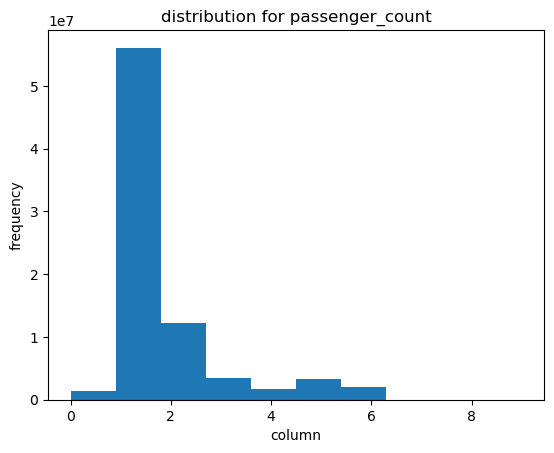 distribution for passenger_count
1e7
5
4
3
2
1
0
frequency
0 2 4 6 8
column